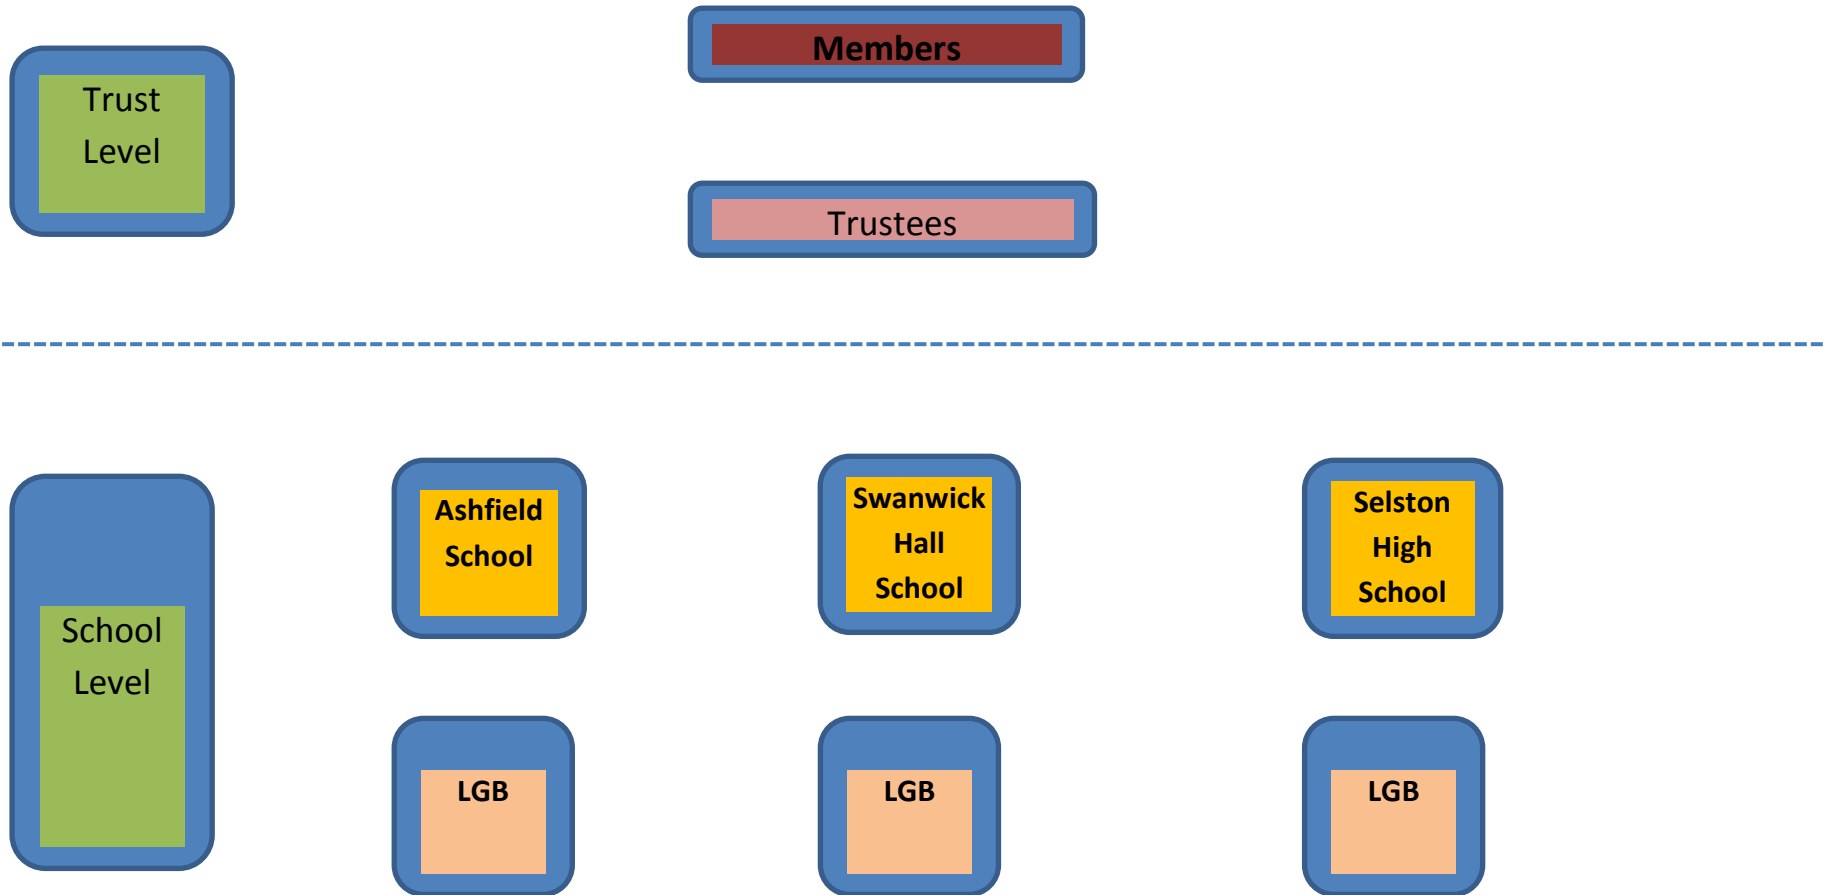 Members
Trust
Level
Trustees
Ashfield
School
Swanwick
Hall
School
Selston
High
School
School
Level
LGB
LGB
LGB